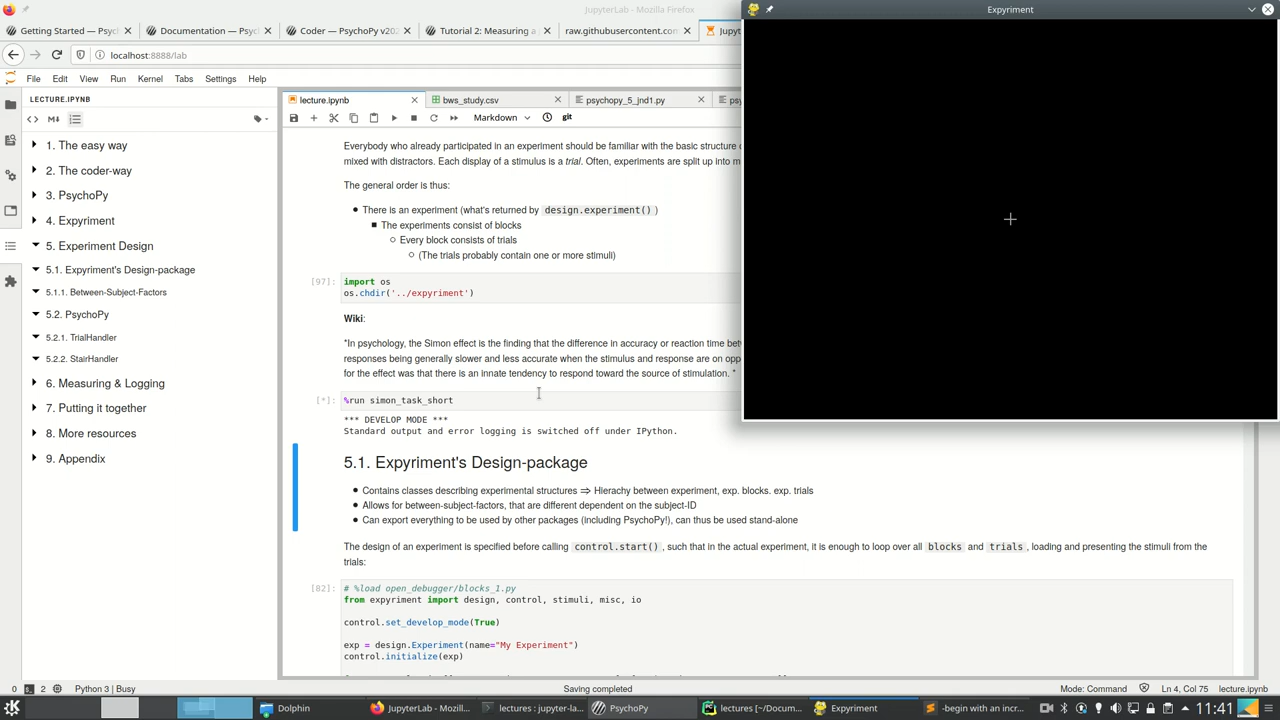 JupyterLab - Mozilla Firefox
Expyriment
Getting Started — Psyc
Documentation — Psyc
Coder — PsychoPy v202
Tutorial 2: Measuring a
raw.githubusercontent.co
Jupyt
localhost:8888/lab
File Edit View Run Kernel Tabs Settings Help
LECTURE.IPYNB
lecture.ipynb
bws_study.csv
psychopy_5_jnd1.py
psy
Markdown
git
1. The easy way
2. The coder-way
3. PsychoPy
4. Expyriment
5. Experiment Design
5.1. Expyriment's Design-package
5.1.1. Between-Subject-Factors
5.2. PsychoPy
5.2.1. TrialHandler
5.2.2. StairHandler
6. Measuring & Logging
7. Putting it together
8. More resources
9. Appendix
Everybody who already participated in an experiment should be familiar with the basic structure
mixed with distractors. Each display of a stimulus is a trial. Often, experiments are split up into
The general order is thus:
There is an experiment (what's returned by design.experiment() )
The experiments consist of blocks
Every block consists of trials
(The trials probably contain one or more stimuli)
[97]: import os
os.chdir('../expyriment')
Wiki:
"In psychology, the Simon effect is the finding that the difference in accuracy or reaction time
responses being generally slower and less accurate when the stimulus and response are on
for the effect was that there is an innate tendency to respond toward the source of stimulation. "
[*]: %run simon_task_short
*** DEVELOP MODE ***
Standard output and error logging is switched off under IPython.
5.1. Expyriment's Design-package
Contains classes describing experimental structures ⇒ Hierachy between experiment, exp. blocks. exp. trials
Allows for between-subject-factors, that are different dependent on the subject-ID
Can export everything to be used by other packages (including PsychoPy!), can thus be used stand-alone
The design of an experiment is specified before calling control.start() , such that in the actual experiment, it is enough to loop over all blocks and trials , loading and presenting the stimuli from the
trials:
[82]: # %load open_debugger/blocks_1.py
from expyriment import design, control, stimuli, misc, io
control.set_develop_mode(True)
exp = design.Experiment(name="My Experiment")
control.initialize(exp)
0 2 Python 3 | Busy
Saving completed
Mode: Command Ln 4, Col 75 lecture.ipynb
Dolphin
JupyterLab - Mozill...
lectures : jupyter-la...
PsychoPy
lectures [~/Docum...
Expyriment
-begin with an incr...
11:41